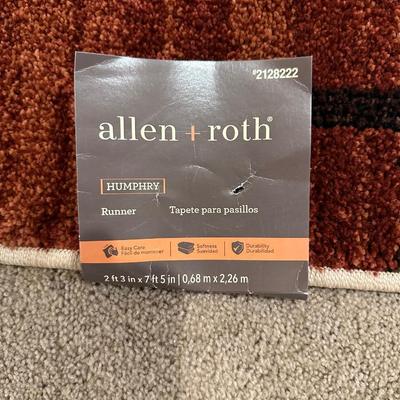 #2128222
allen + roth®
HUMPHRY
Runner Tapete para pasillos
Easy Care
Fácil de mantener
Softness
Suavidad
Durability
Durabilidad
2 ft 3 in x 7 ft 5 in | 0,68 m x 2,26 m